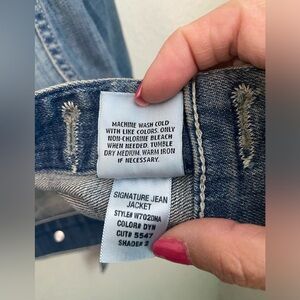 MACHINE WASH COLD
WITH LIKE COLORS. ONLY
NON-CHLORINE BLEACH
WHEN NEEDED. TUMBLE
DRY MEDIUM. WARM IRON
IF NECESSARY.
SIGNATURE JEAN
JACKET
STYLE# W7020NA
COLOR# DYN
CUT# 5547
SHADE# 2